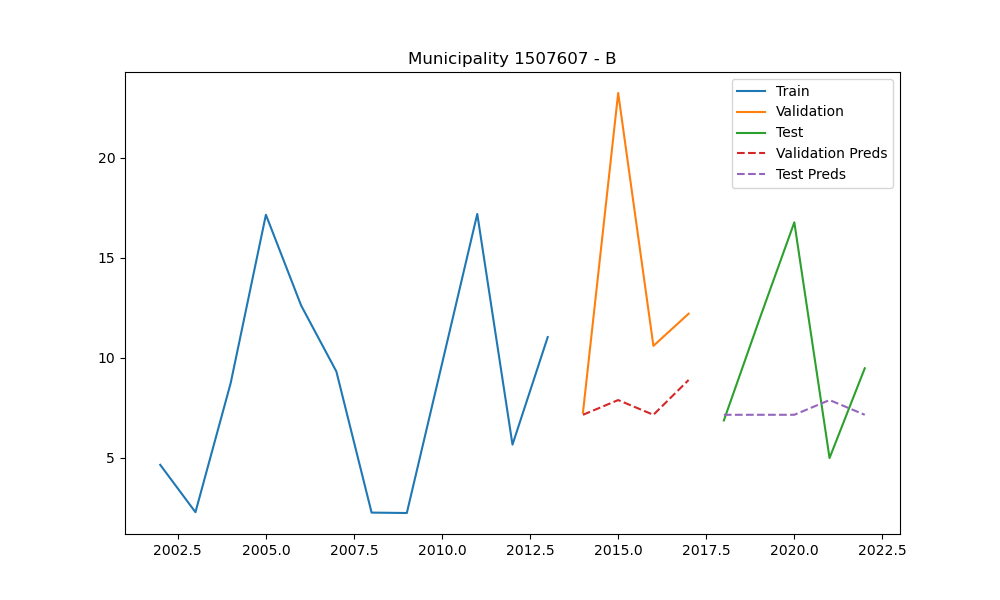 Municipality 1507607 - B
Train
Validation
Test
Validation Preds
Test Preds
20
15
10
5
2002.5 2005.0 2007.5 2010.0 2012.5 2015.0 2017.5 2020.0 2022.5